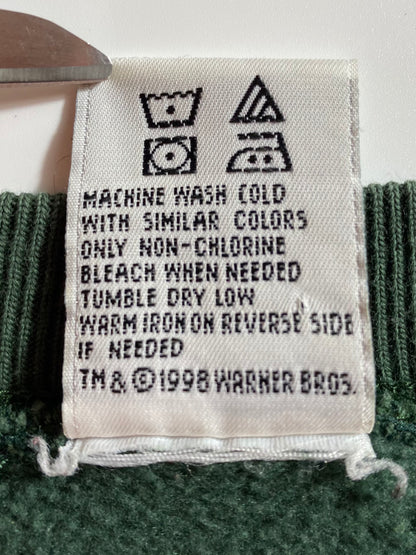 MACHINE WASH COLD
WITH SIMILAR COLORS
ONLY NON-CHLORINE
BLEACH WHEN NEEDED
TUMBLE DRY LOW
WARM IRON ON REVERSE SIDE
IF NEEDED
TM & ©1998 WARNER BROS.